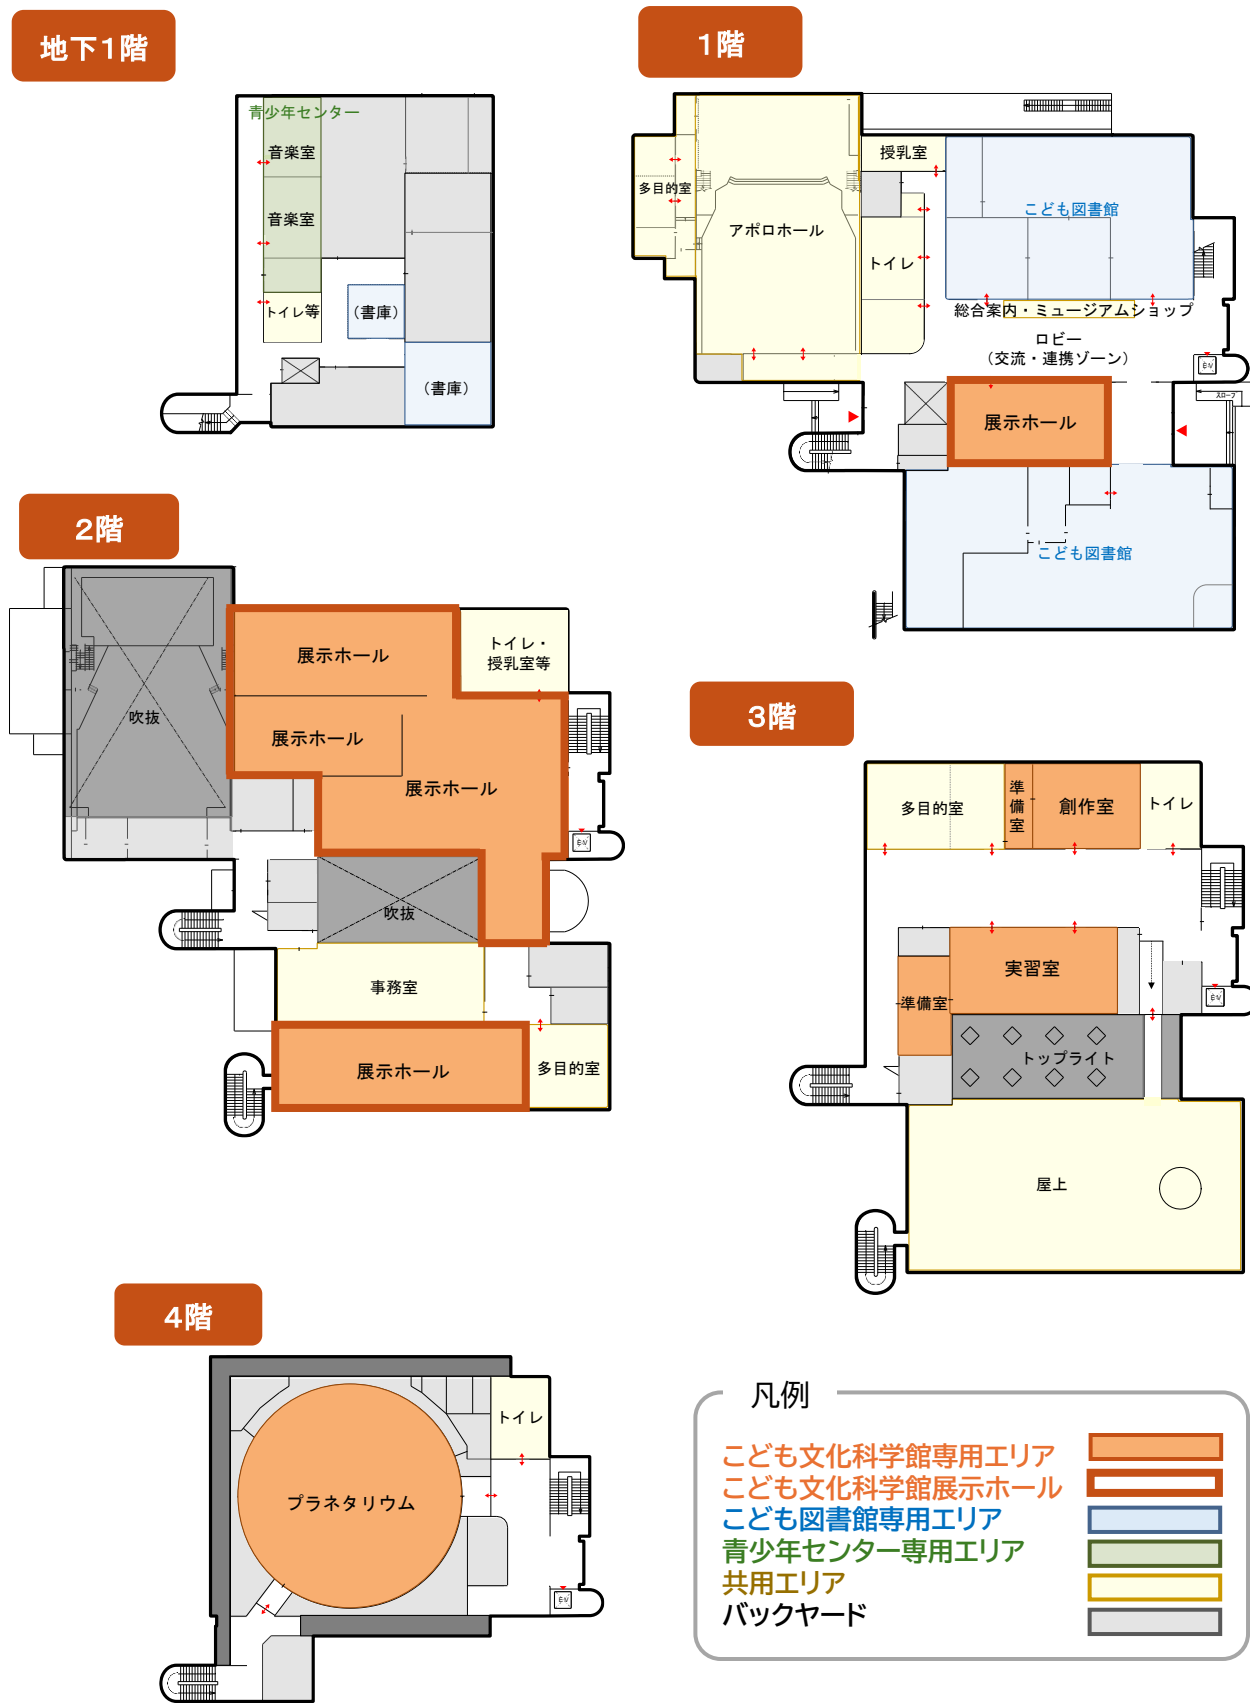 地下1階
青少年センター
音楽室
音楽室
トイレ等
（書庫）
（書庫）
1階
多目的室
アポロホール
授乳室
トイレ
こども図書館
総合案内・ミュージアムショップ
ロビー
（交流・連携ゾーン）
EV
スロープ
展示ホール
こども図書館
2階
吹抜
展示ホール
トイレ・
授乳室等
展示ホール
展示ホール
EV
吹抜
事務室
展示ホール
多目的室
3階
多目的室
準
備
室
創作室
トイレ
実習室
準備室
EV
トップライト
屋上
4階
トイレ
プラネタリウム
EV
凡例
こども文化科学館専用エリア
こども文化科学館展示ホール
こども図書館専用エリア
青少年センター専用エリア
共用エリア
バックヤード